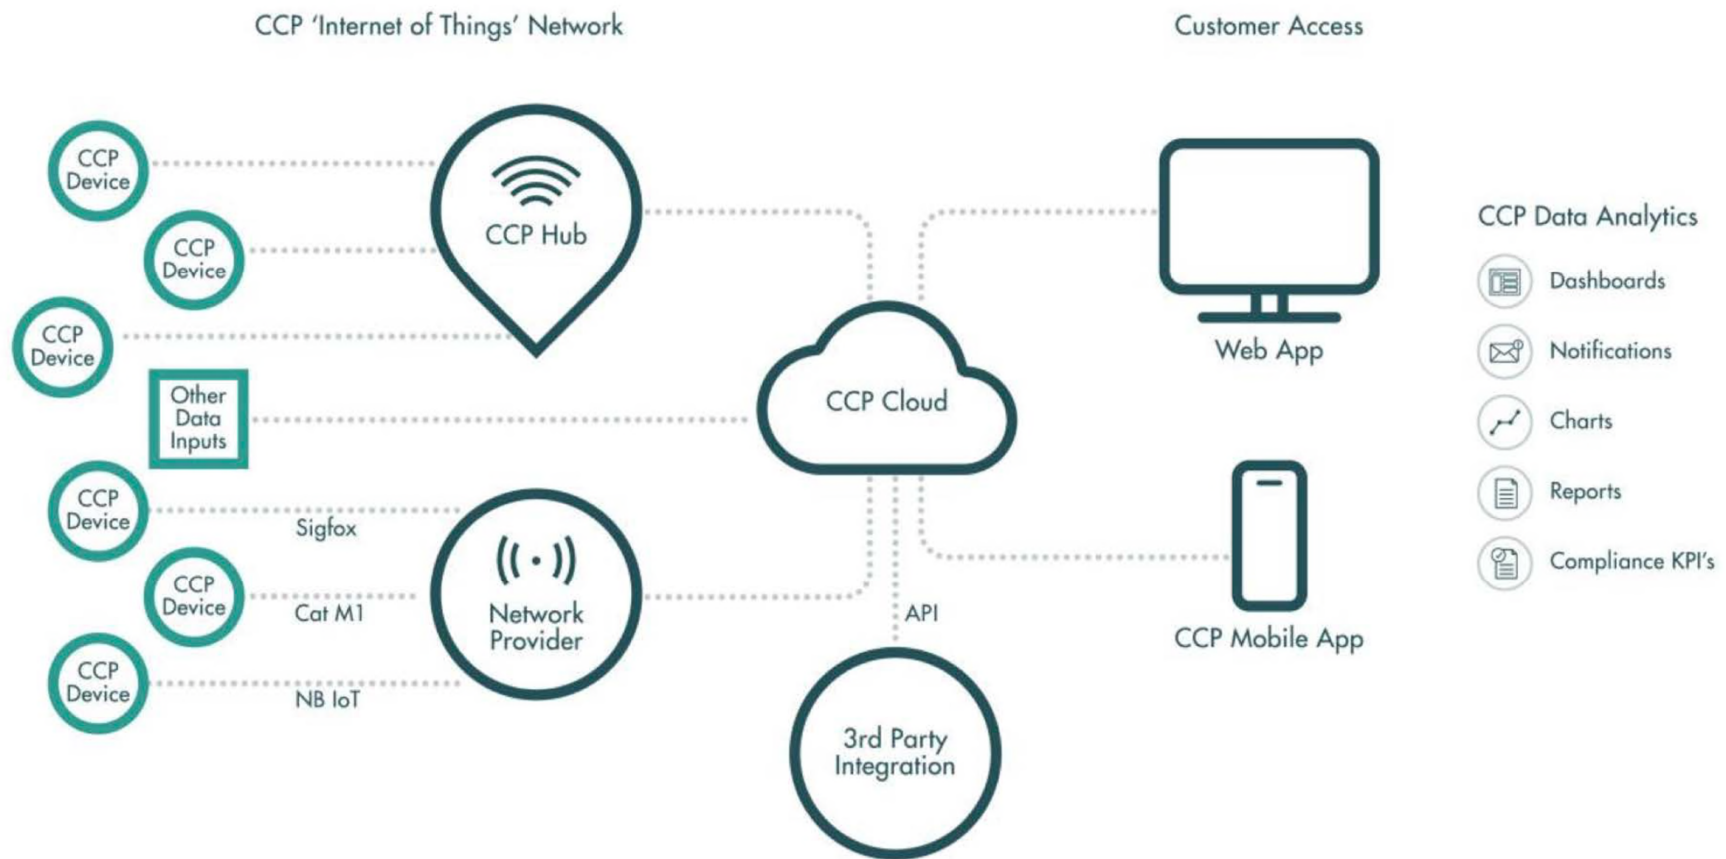 CCP 'Internet of Things' Network
Customer Access
CCP
Device
CCP
Device
CCP
Device
Other
Data
Inputs
CCP
Device
Sigfox
CCP
Device
Cat M1
CCP
Device
NB IoT
CCP Hub
Network
Provider
CCP Cloud
API
3rd Party
Integration
Web App
CCP Mobile App
CCP Data Analytics
Dashboards
Notifications
Charts
Reports
Compliance KPI's